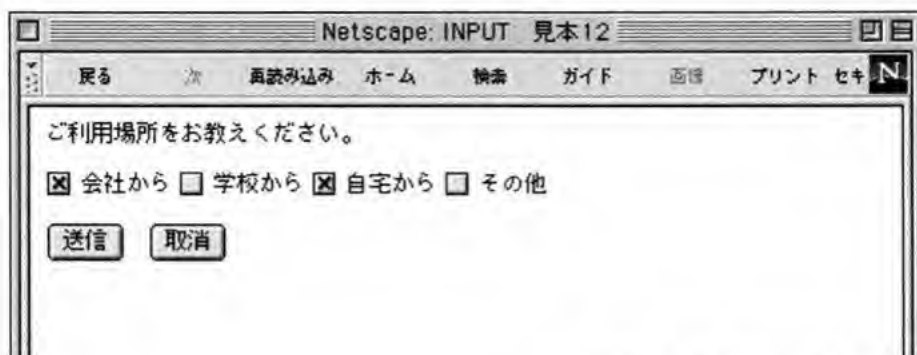 Netscape: INPUT 見本12
戻る 次 再読み込み ホーム 検索 ガイド 画像 プリント セキ N
ご利用場所をお教えください。
会社から 学校から 自宅から その他
送信 取消